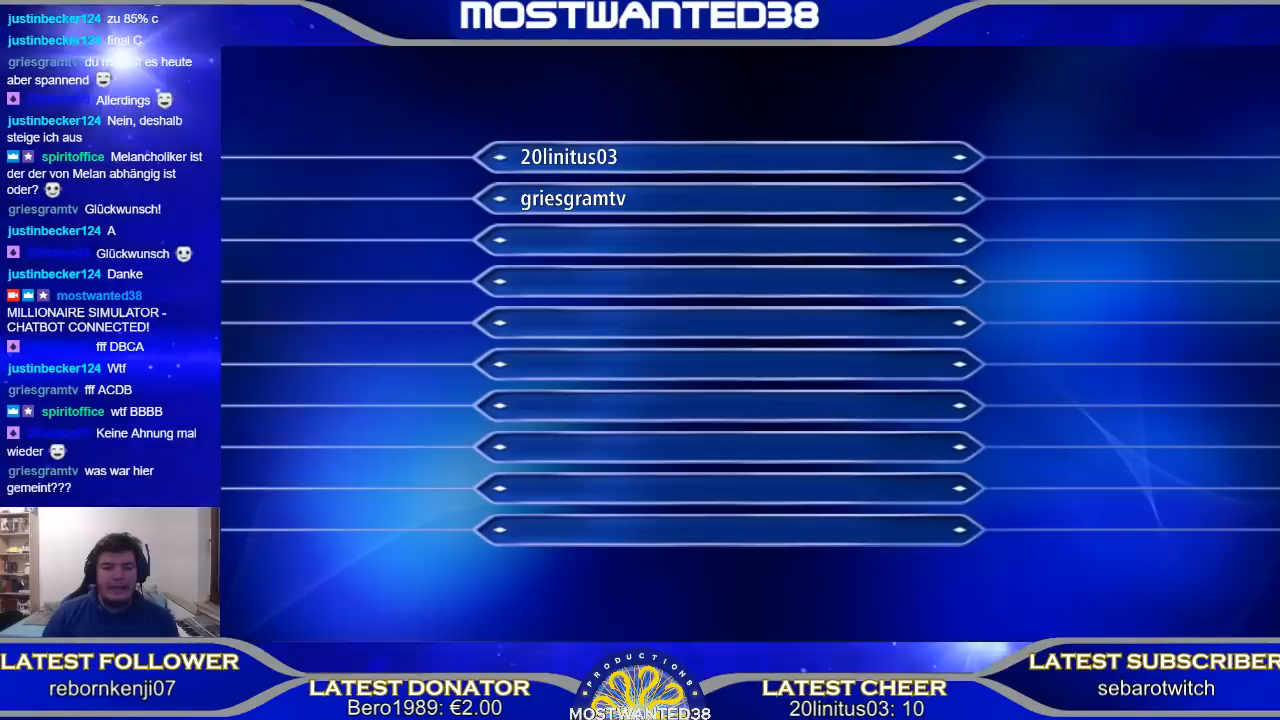 MOSTWANTED38
justinbecker124 zu 85% c
justinbecker124 final C
griesgramtv du es heute
aber spannend
Allerdings
justinbecker124 Nein, deshalb
steige ich aus
spiritoffice Melancholiker ist
der der von Melan abhängig ist
oder?
griesgramtv Glückwunsch!
justinbecker124 A
Glückwunsch
justinbecker124 Danke
mostwanted38
MILLIONAIRE SIMULATOR -
CHATBOT CONNECTED!
fff DBCA
justinbecker124 Wtf
griesgramtv fff ACDB
spiritoffice wtf BBBB
Keine Ahnung mal
wieder
griesgramtv was war hier
gemeint???
20linitus03
griesgramtv
LATEST FOLLOWER
rebornkenji07
LATEST DONATOR
Bero1989: €2.00
PRODUCTIONS
MOSTWANTED38
LATEST CHEER
20linitus03: 10
LATEST SUBSCRIBER
sebarotwitch